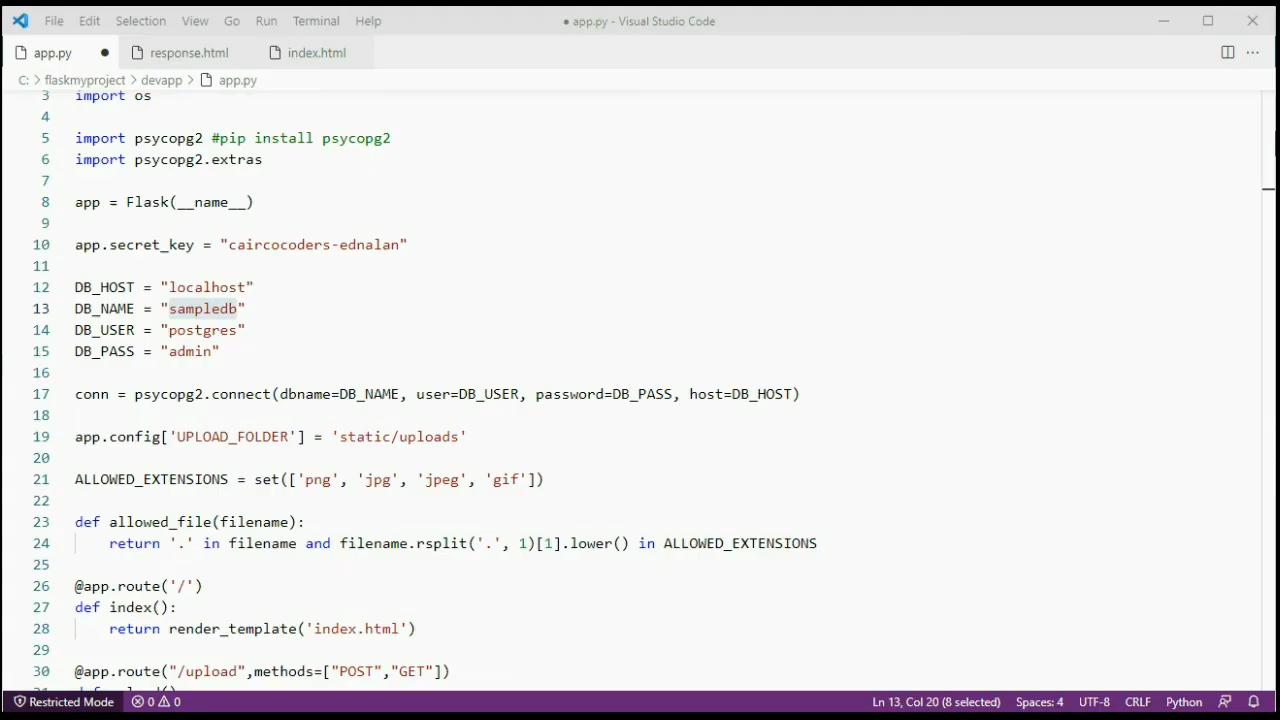 File Edit Selection View Go Run Terminal Help ● app.py - Visual Studio Code
app.py ● response.html index.html
C: > flaskmyproject > devapp > app.py
3 import os
4
5 import psycopg2 #pip install psycopg2
6 import psycopg2.extras
7
8 app = Flask(__name__)
9
10 app.secret_key = "caircocoders-ednalan"
11
12 DB_HOST = "localhost"
13 DB_NAME = "sampledb"
14 DB_USER = "postgres"
15 DB_PASS = "admin"
16
17 conn = psycopg2.connect(dbname=DB_NAME, user=DB_USER, password=DB_PASS, host=DB_HOST)
18
19 app.config['UPLOAD_FOLDER'] = 'static/uploads'
20
21 ALLOWED_EXTENSIONS = set(['png', 'jpg', 'jpeg', 'gif'])
22
23 def allowed_file(filename):
24 return '.' in filename and filename.rsplit('.', 1)[1].lower() in ALLOWED_EXTENSIONS
25
26 @app.route('/')
27 def index():
28 return render_template('index.html')
29
30 @app.route("/upload",methods=["POST","GET"])
Restricted Mode 0 0 Ln 13, Col 20 (8 selected) Spaces: 4 UTF-8 CRLF Python